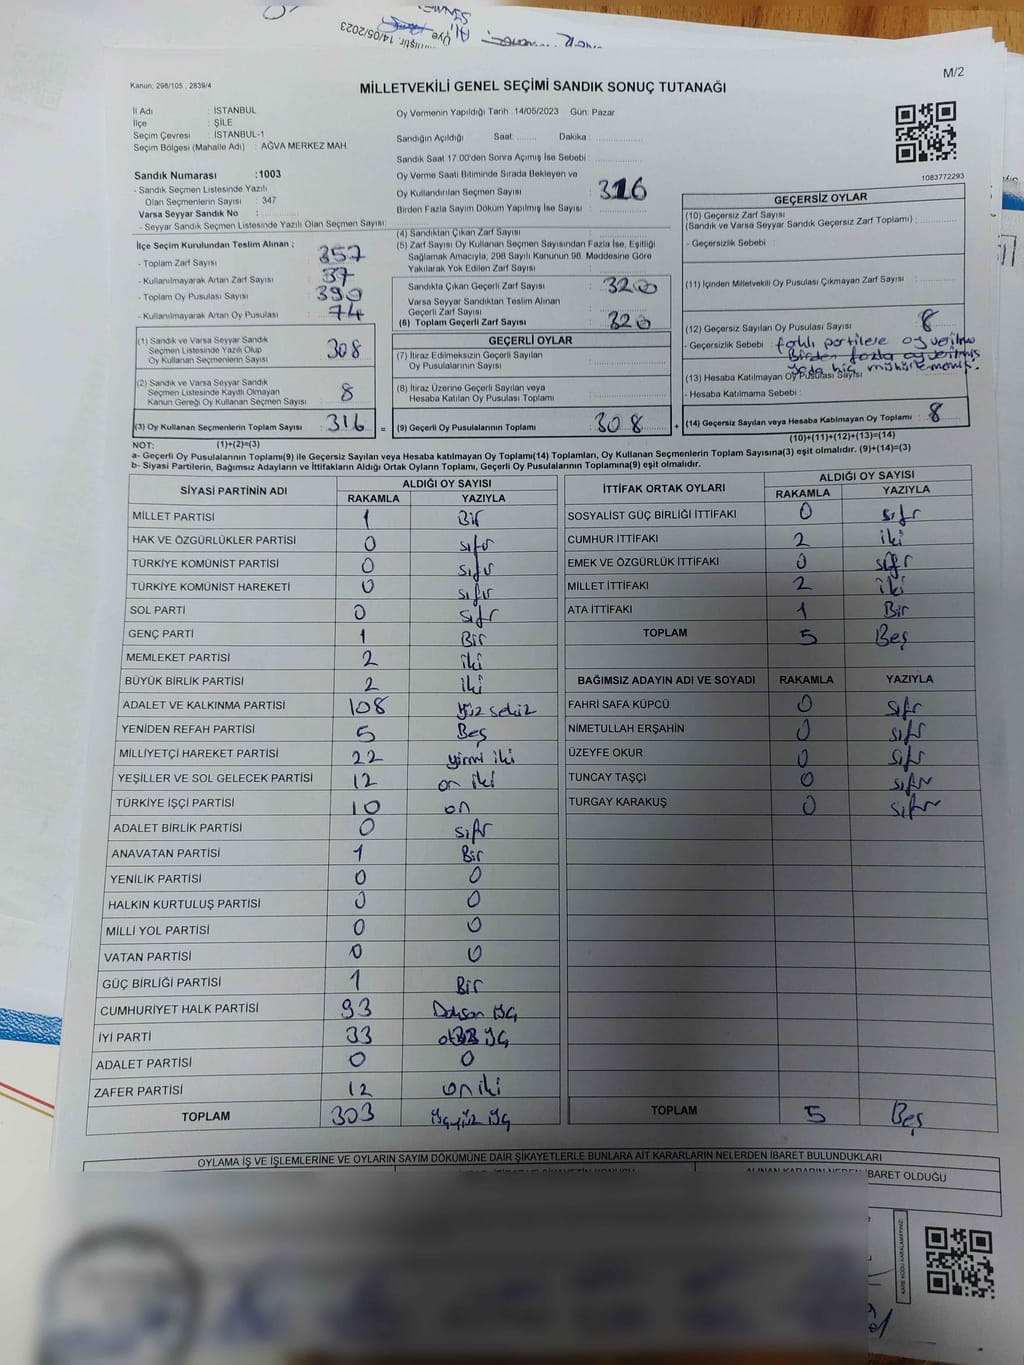 Kanun; 298/105 , 2839/4
MİLLETVEKİLİ GENEL SEÇİMİ SANDIK SONUÇ TUTANAĞI
M/2
İl Adı : İSTANBUL
İlçe : ŞİLE
Seçim Çevresi : İSTANBUL-1
Seçim Bölgesi (Mahalle Adı) : AĞVA MERKEZ MAH.
Sandık Numarası :1003
- Sandık Seçmen Listesinde Yazılı
Olan Seçmenlerin Sayısı : 347
Varsa Seyyar Sandık No :
- Seyyar Sandık Seçmen Listesinde Yazılı Olan Seçmen Sayısı:
Oy Vermenin Yapıldığı Tarih : 14/05/2023 Gün: Pazar
Sandığın Açıldığı Saat: ....... Dakika :
Sandık Saat 17.00'den Sonra Açımış İse Sebebi :
Oy Verme Saati Bitiminde Sırada Bekleyen ve
Oy Kullandırılan Seçmen Sayısı : 316
Birden Fazla Sayım Döküm Yapılmış İse Sayısı :
1083772293
İlçe Seçim Kurulundan Teslim Alınan ;
- Toplam Zarf Sayısı : 357
- Kullanılmayarak Artan Zarf Sayısı : 37
- Toplam Oy Pusulası Sayısı : 390
- Kullanılmayarak Artan Oy Pusulası : 74
(1) Sandık ve Varsa Seyyar Sandık
Seçmen Listesinde Yazılı Olup
Oy Kullanan Seçmenlerin Sayısı : 308
(2) Sandık ve Varsa Seyyar Sandık
Seçmen Listesinde Kayıtlı Olmayan
Kanun Gereği Oy Kullanan Seçmen Sayısı : 8
(3) Oy Kullanan Seçmenlerin Toplam Sayısı : 316 =
(4) Sandıktan Çıkan Zarf Sayısı :
(5) Zarf Sayısı Oy Kullanan Seçmen Sayısından Fazla İse, Eşitliği
Sağlamak Amacıyla; 298 Sayılı Kanunun 98. Maddesine Göre
Yakılarak Yok Edilen Zarf Sayısı :
Sandıkta Çıkan Geçerli Zarf Sayısı : 320
Varsa Seyyar Sandıktan Teslim Alınan
Geçerli Zarf Sayısı :
(6) Toplam Geçerli Zarf Sayısı : 320
GEÇERLİ OYLAR
(7) İtiraz Edilmeksizin Geçerli Sayılan
Oy Pusulalarının Sayısı :
(8) İtiraz Üzerine Geçerli Sayılan veya
Hesaba Katılan Oy Pusulası Toplamı :
(9) Geçerli Oy Pusulalarının Toplamı : 308 +
GEÇERSİZ OYLAR
(10) Geçersiz Zarf Sayısı
(Sandık ve Varsa Seyyar Sandık Geçersiz Zarf Toplamı) :
- Geçersizlik Sebebi :
(11) İçinden Milletvekili Oy Pusulası Çıkmayan Zarf Sayısı :
(12) Geçersiz Sayılan Oy Pusulası Sayısı : 8
- Geçersizlik Sebebi : farklı partilere oy verilmiş
Birden fazla oy verilmiş
yada hiç mühürlememiş.
(13) Hesaba Katılmayan Oy Pusulası Sayısı
- Hesaba Katılmama Sebebi :
(14) Geçersiz Sayılan veya Hesaba Katılmayan Oy Toplamı : 8
NOT: (1)+(2)=(3)
(10)+(11)+(12)+(13)=(14)
a- Geçerli Oy Pusulalarının Toplamı(9) ile Geçersiz Sayılan veya Hesaba katılmayan Oy Toplamı(14) Toplamları, Oy Kullanan Seçmenlerin Toplam Sayısına(3) eşit olmalıdır. (9)+(14)=(3)
b- Siyasi Partilerin, Bağımsız Adayların ve İttifakların Aldığı Ortak Oyların Toplamı, Geçerli Oy Pusulalarının Toplamına(9) eşit olmalıdır.
SİYASİ PARTİNİN ADI ALDIĞI OY SAYISI
RAKAMLA YAZIYLA
MİLLET PARTİSİ 1 Bir
HAK VE ÖZGÜRLÜKLER PARTİSİ 0 sıfır
TÜRKİYE KOMÜNİST PARTİSİ 0 sıfır
TÜRKİYE KOMÜNİST HAREKETİ 0 sıfır
SOL PARTİ 0 sıfır
GENÇ PARTİ 1 Bir
MEMLEKET PARTİSİ 2 iki
BÜYÜK BİRLİK PARTİSİ 2 iki
ADALET VE KALKINMA PARTİSİ 108 yüz sekiz
YENİDEN REFAH PARTİSİ 5 Beş
MİLLİYETÇİ HAREKET PARTİSİ 22 yirmi iki
YEŞİLLER VE SOL GELECEK PARTİSİ 12 on iki
TÜRKİYE İŞÇİ PARTİSİ 10 on
ADALET BİRLİK PARTİSİ 0 sıfır
ANAVATAN PARTİSİ 1 Bir
YENİLİK PARTİSİ 0 0
HALKIN KURTULUŞ PARTİSİ 0 0
MİLLİ YOL PARTİSİ 0 0
VATAN PARTİSİ 0 0
GÜÇ BİRLİĞİ PARTİSİ 1 Bir
CUMHURİYET HALK PARTİSİ 93 Doksan üç
İYİ PARTİ 33 otuz üç
ADALET PARTİSİ 0 0
ZAFER PARTİSİ 12 on iki
TOPLAM 303 üçyüz üç
İTTİFAK ORTAK OYLARI ALDIĞI OY SAYISI
RAKAMLA YAZIYLA
SOSYALİST GÜÇ BİRLİĞİ İTTİFAKI 0 sıfır
CUMHUR İTTİFAKI 2 iki
EMEK VE ÖZGÜRLÜK İTTİFAKI 0 sıfır
MİLLET İTTİFAKI 2 iki
ATA İTTİFAKI 1 Bir
TOPLAM 5 Beş
BAĞIMSIZ ADAYIN ADI VE SOYADI RAKAMLA YAZIYLA
FAHRİ SAFA KÜPCÜ 0 sıfır
NİMETULLAH ERŞAHİN 0 sıfır
ÜZEYFE OKUR 0 sıfır
TUNCAY TAŞÇI 0 sıfır
TURGAY KARAKUŞ 0 sıfır
TOPLAM 5 Beş
OYLAMA İŞ VE İŞLEMLERİNE VE OYLARIN SAYIM DÖKÜMÜNE DAİR ŞİKAYETLERLE BUNLARA AİT KARARLARIN NELERDEN İBARET BULUNDUKLARI
ALINAN KARARIN NEDEN İBARET OLDUĞU